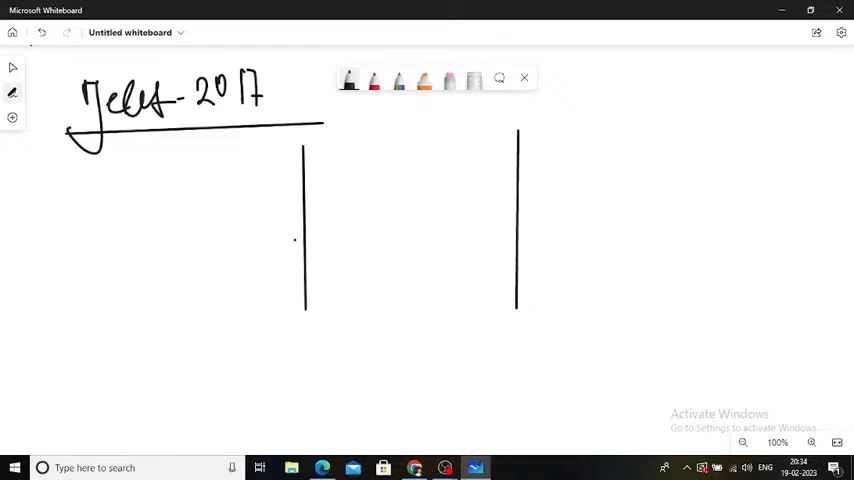 Microsoft Whiteboard
Untitled whiteboard
Jelet-2017
Activate Windows
Go to Settings to activate Windows.
100%
Type here to search
ENG
20:34
19-02-2023